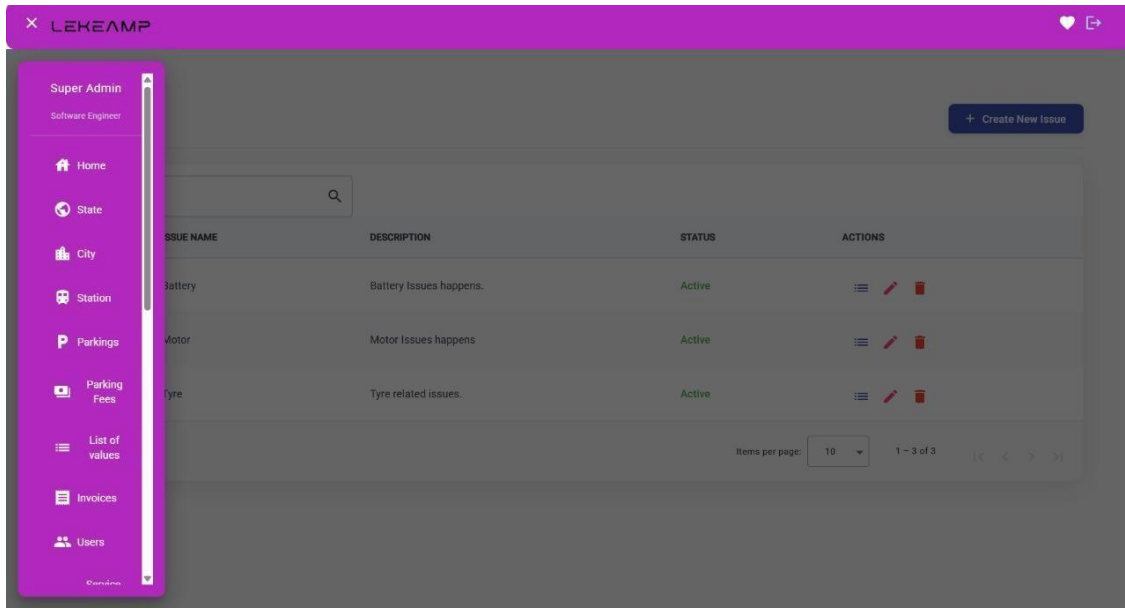 LEKEAMP
Super Admin
Software Engineer
+ Create New Issue
Home
State
City
Station
Parkings
Parking
Fees
List of
values
Invoices
Users
SSUE NAME DESCRIPTION STATUS ACTIONS
Battery Battery Issues happens. Active
Motor Motor Issues happens Active
Tyre Tyre related issues. Active
Items per page: 10 1 – 3 of 3